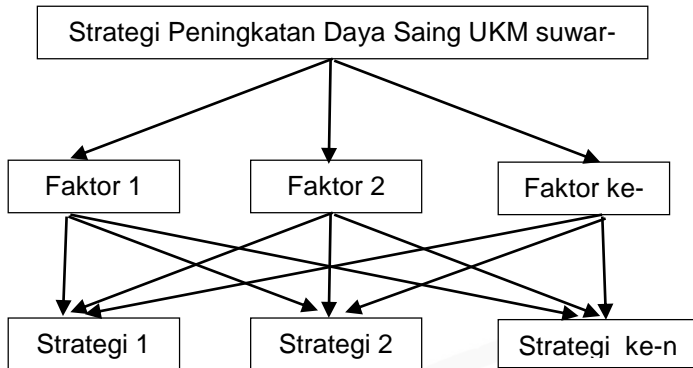 Strategi Peningkatan Daya Saing UKM suwar-
Faktor 1
Faktor 2
Faktor ke-
Strategi 1
Strategi 2
Strategi ke-n